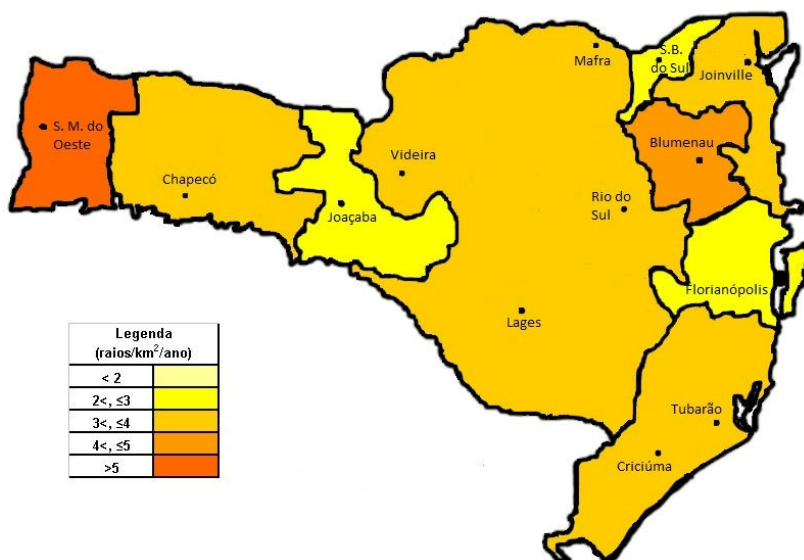 Mafra
S.B.
do Sul
Joinville
S. M. do
Oeste
Blumenau
Videira
Chapecó
Joaçaba
Rio do
Sul
Florianópolis
Lages
Legenda
(raios/km²/ano)
< 2
2<, ≤3
3<, ≤4
4<, ≤5
>5
Tubarão
Criciúma